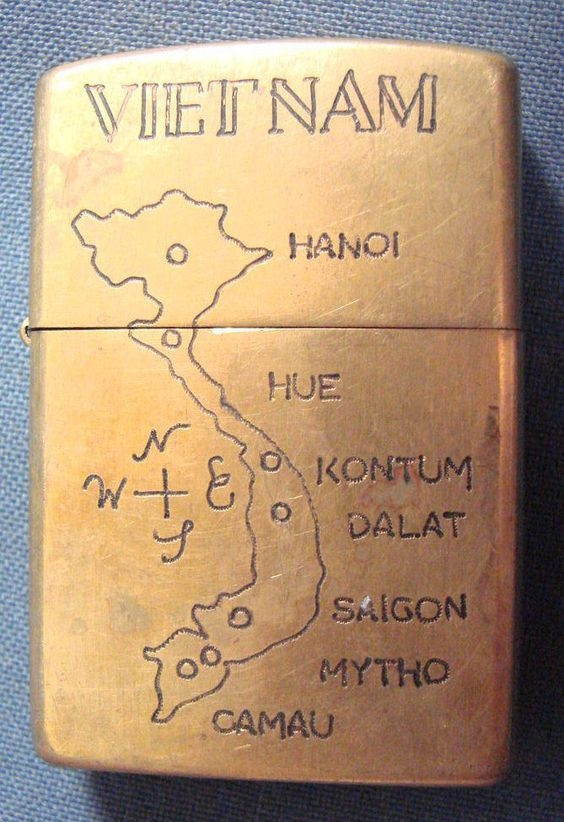 VIETNAM
HANOI
HUE
N
W E
S
KONTUM
DALAT
SAIGON
MYTHO
CAMAU